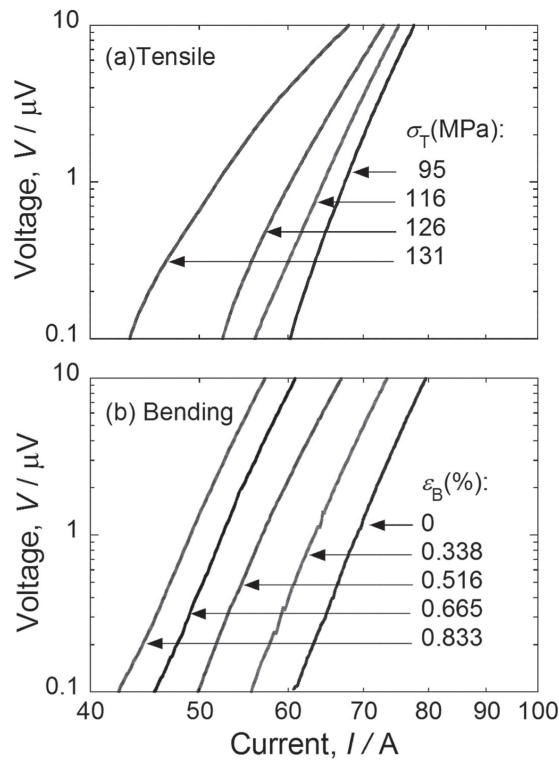 10
(a)Tensile
Voltage, V / μV
σT(MPa):
95
1
116
126
131
0.1
10
(b) Bending
Voltage, V / μV
εB(%):
0
1
0.338
0.516
0.665
0.833
0.1
40 50 60 70 80 90 100
Current, I / A